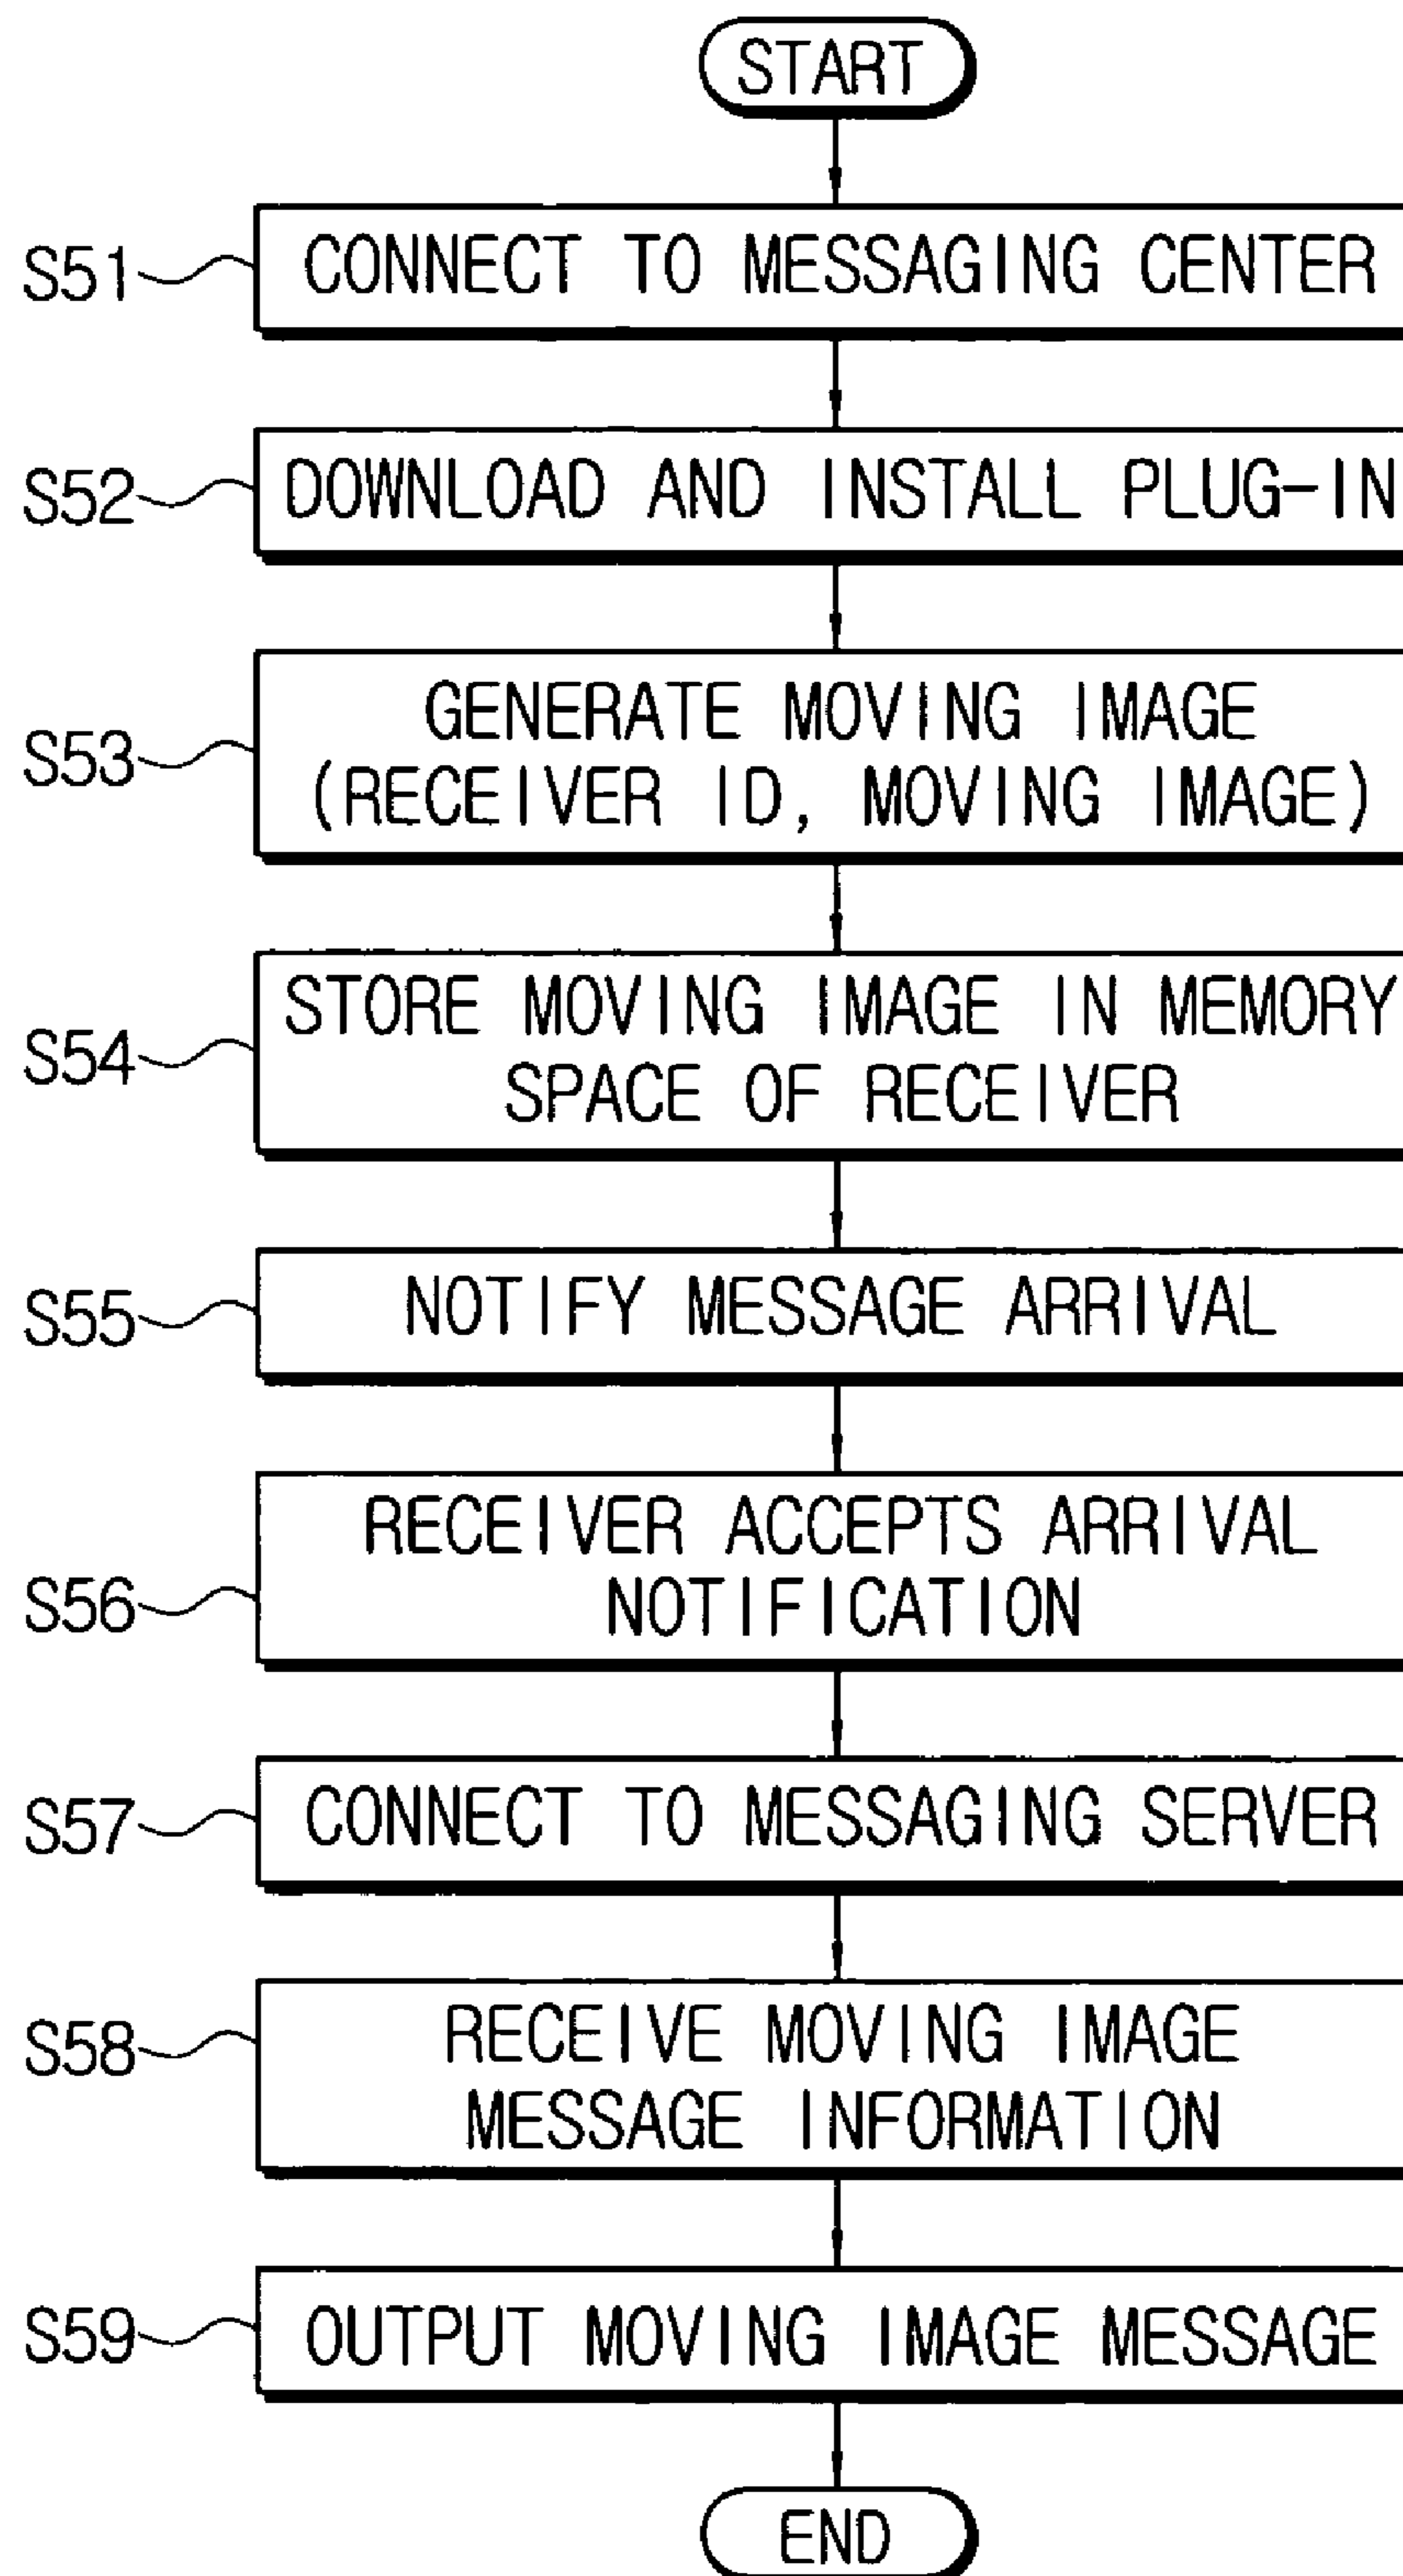 START
S51 CONNECT TO MESSAGING CENTER
S52 DOWNLOAD AND INSTALL PLUG-IN
GENERATE MOVING IMAGE
S53
(RECEIVER ID, MOVING IMAGE)
STORE MOVING IMAGE IN MEMORY
S54
SPACE OF RECEIVER
S55 NOTIFY MESSAGE ARRIVAL
RECEIVER ACCEPTS ARRIVAL
S56
NOTIFICATION
S57 CONNECT TO MESSAGING SERVER
RECEIVE MOVING IMAGE
S58
MESSAGE INFORMATION
S59 OUTPUT MOVING IMAGE MESSAGE
END